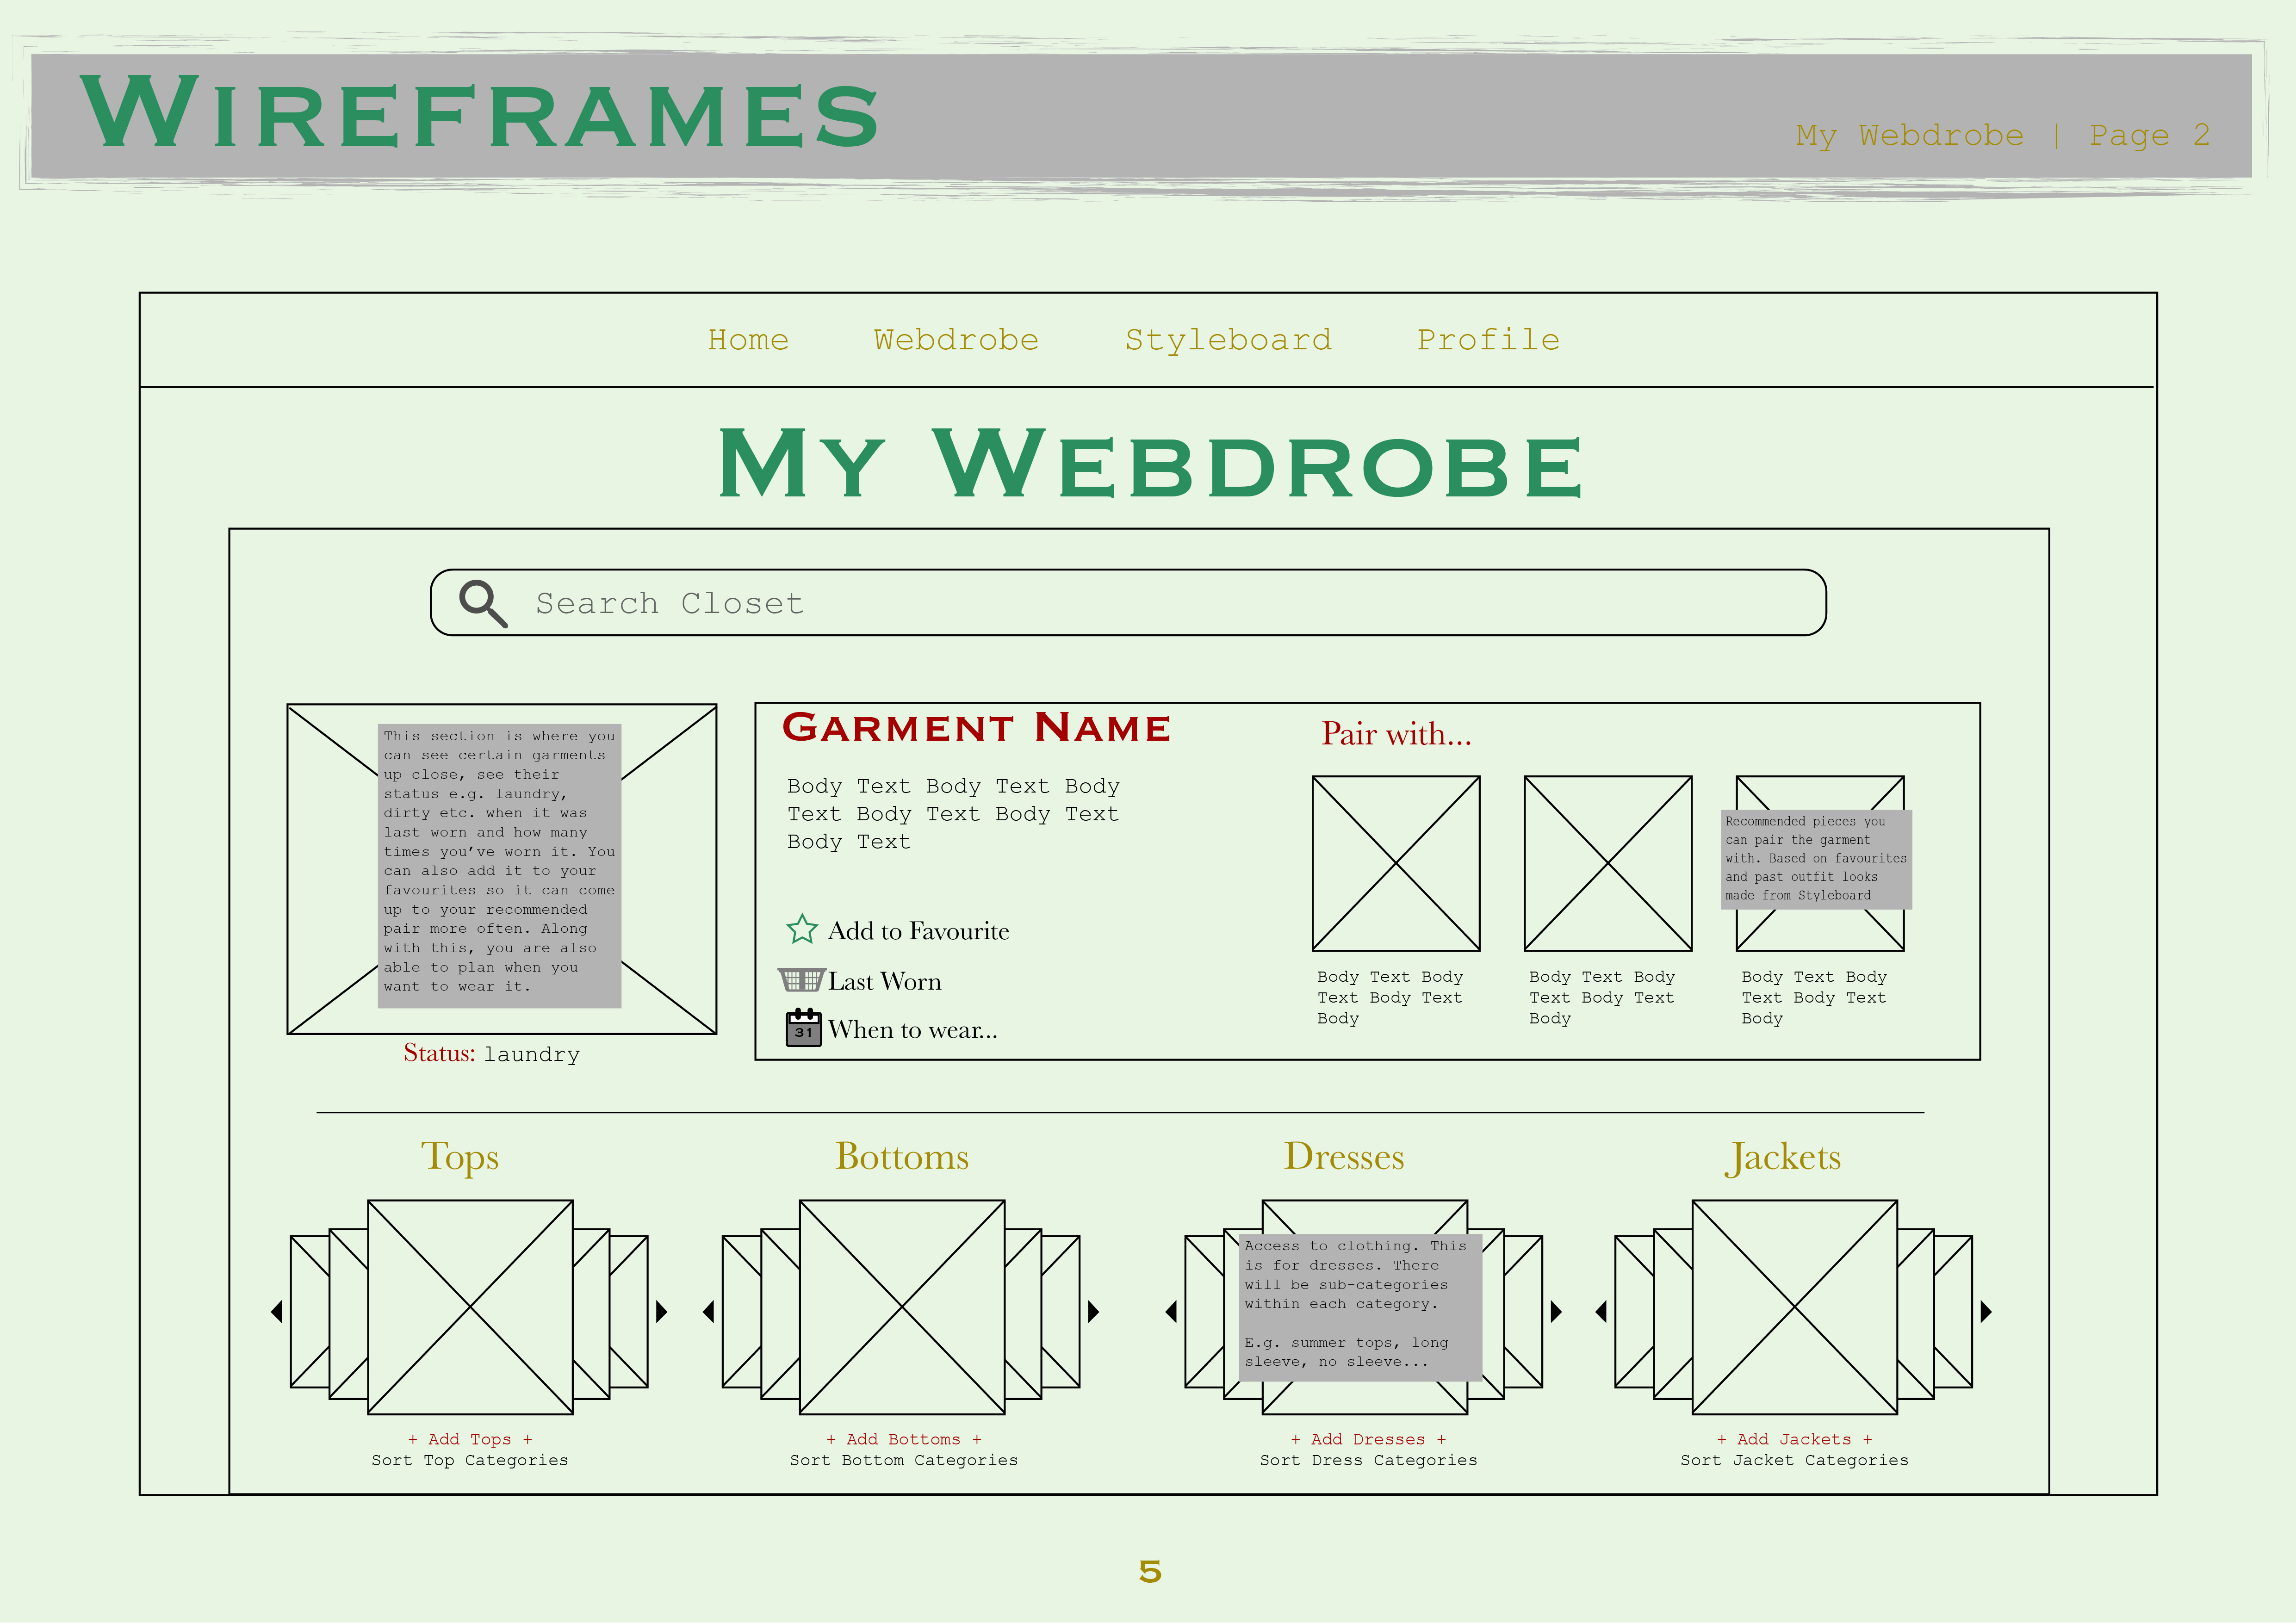 WIREFRAMES
My Webdrobe | Page 2
Home Webdrobe Styleboard Profile
MY WEBDROBE
Search Closet
This section is where you
can see certain garments
up close, see their
status e.g. laundry,
dirty etc. when it was
last worn and how many
times you’ve worn it. You
can also add it to your
favourites so it can come
up to your recommended
pair more often. Along
with this, you are also
able to plan when you
want to wear it.
Status: laundry
GARMENT NAME
Body Text Body Text Body
Text Body Text Body Text
Body Text
Add to Favourite
Last Worn
31
When to wear...
Pair with...
Recommended pieces you
can pair the garment
with. Based on favourites
and past outfit looks
made from Styleboard
Body Text Body
Text Body Text
Body
Body Text Body
Text Body Text
Body
Body Text Body
Text Body Text
Body
Tops
+ Add Tops +
Sort Top Categories
Bottoms
+ Add Bottoms +
Sort Bottom Categories
Dresses
Access to clothing. This
is for dresses. There
will be sub-categories
within each category.
E.g. summer tops, long
sleeve, no sleeve...
+ Add Dresses +
Sort Dress Categories
Jackets
+ Add Jackets +
Sort Jacket Categories
5